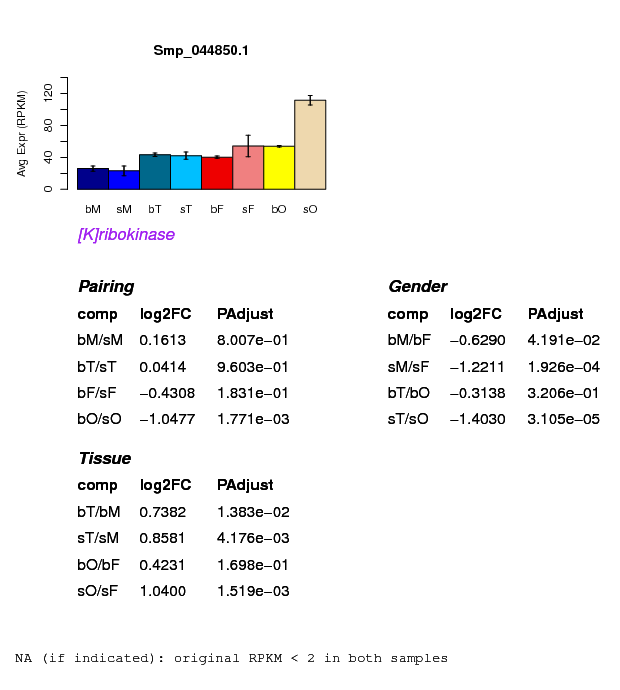 Smp_044850.1
Avg Expr (RPKM)
0 40 80 120
bM sM bT sT bF sF bO sO
[K]ribokinase
Pairing
comp log2FC PAdjust
bM/sM 0.1613 8.007e−01
bT/sT 0.0414 9.603e−01
bF/sF −0.4308 1.831e−01
bO/sO −1.0477 1.771e−03
Gender
comp log2FC PAdjust
bM/bF −0.6290 4.191e−02
sM/sF −1.2211 1.926e−04
bT/bO −0.3138 3.206e−01
sT/sO −1.4030 3.105e−05
Tissue
comp log2FC PAdjust
bT/bM 0.7382 1.383e−02
sT/sM 0.8581 4.176e−03
bO/bF 0.4231 1.698e−01
sO/sF 1.0400 1.519e−03
NA (if indicated): original RPKM < 2 in both samples